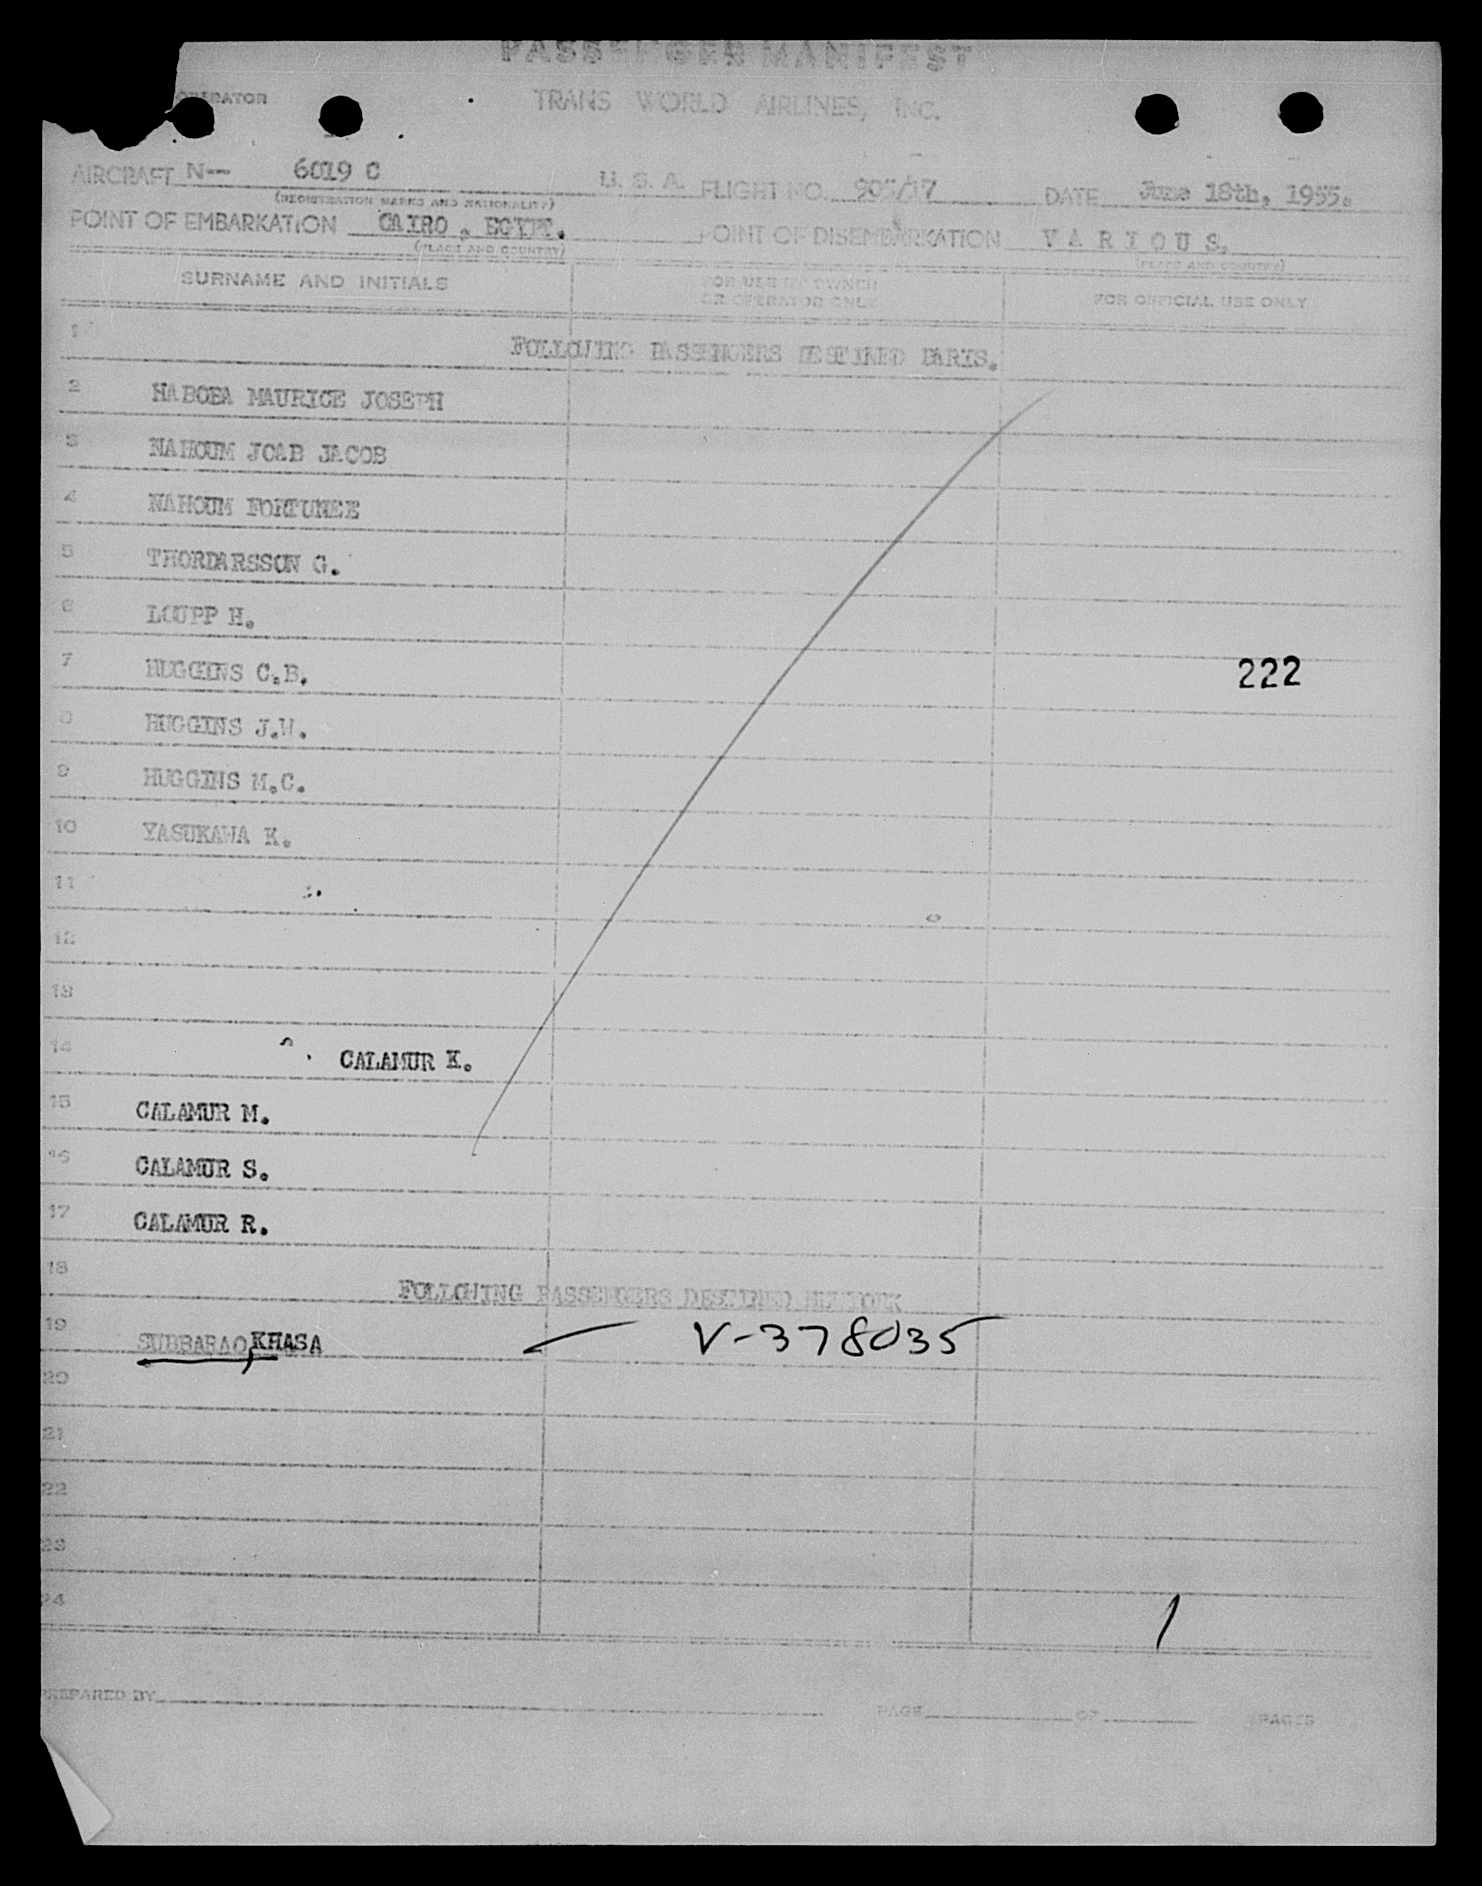 PASSENGER MANIFEST
OPERATOR
TRANS WORLD AIRLINES, INC.
AIRCRAFT N-- 6019 C U. S. A. FLIGHT NO. 905/17 DATE June 18th, 1955.
(REGISTRATION MARKS AND NATIONALITY)
POINT OF EMBARKATION CAIRO, EGYPT. POINT OF DISEMBARKATION V A R I O U S,
(PLACE AND COUNTRY) (PLACE AND COUNTRY)
SURNAME AND INITIALS FOR USE BY OWNER OR OPERATOR ONLY FOR OFFICIAL USE ONLY
1 FOLLOWING PASSENGERS DESTINED PARIS.
2 HABOBA MAURICE JOSEPH
3 NAHOUM JOAB JACOB
4 NAHOUM FORTUNEE
5 THORDARSSON G.
6 LOUPP H.
7 HUGGINS C.B.
222
8 HUGGINS J.W.
9 HUGGINS M.C.
10 YASUKAWA K.
11
12
13
14 CALAMUR K.
15 CALAMUR M.
16 CALAMUR S.
17 CALAMUR R.
18 FOLLOWING PASSENGERS DESTINED NEW YORK
19 SUBBARAO, KHASA V-378035
20
21
22
23
24 1
PREPARED BY PAGE OF PAGES